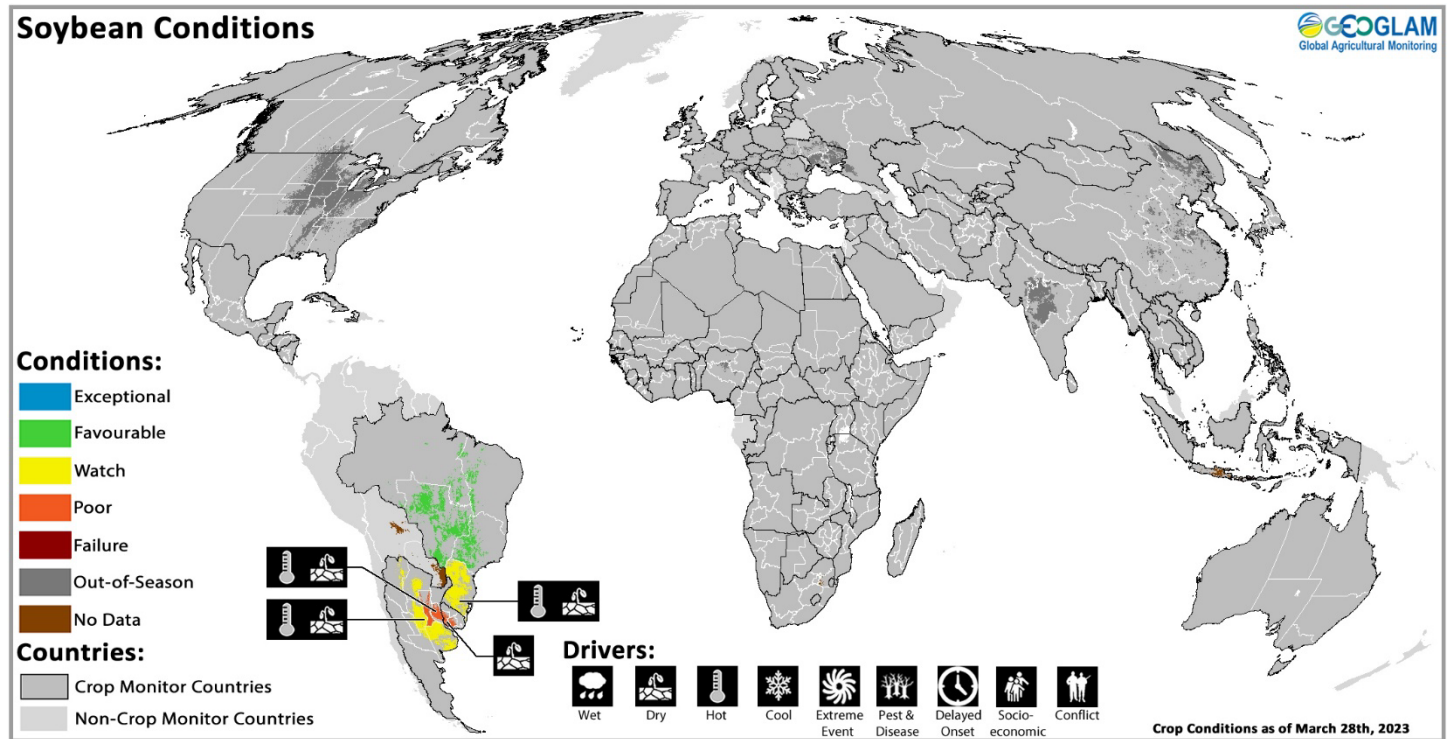 Soybean Conditions
GEOGLAM
Global Agricultural Monitoring
Conditions:
Exceptional
Favourable
Watch
Poor
Failure
Out-of-Season
No Data
Countries:
Crop Monitor Countries
Non-Crop Monitor Countries
Drivers:
Wet
Dry
Hot
Cool
Extreme
Event
Pest &
Disease
Delayed
Onset
Socio-
economic
Conflict
Crop Conditions as of March 28th, 2023